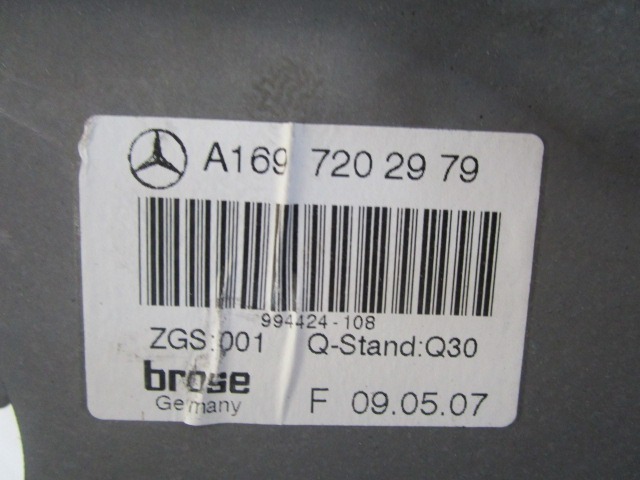 A169 720 29 79
994424-108
ZGS:001 Q-Stand:Q30
brose
Germany F 09.05.07